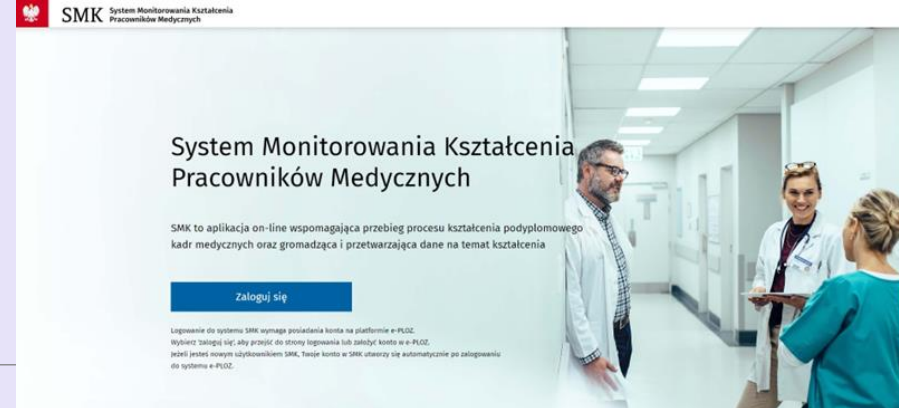 SMK System Monitorowania Kształcenia
Pracowników Medycznych
System Monitorowania Kształcenia
Pracowników Medycznych
SMK to aplikacja on-line wspomagająca przebieg procesu kształcenia podyplomowego
kadr medycznych oraz gromadząca i przetwarzająca dane na temat kształcenia
Zaloguj się
Logowanie do systemu SMK wymaga posiadania konta na platformie e-PLOZ.
Wybierz 'zaloguj się', aby przejść do strony logowania lub założyć konto w e-PLOZ.
Jeżeli jesteś nowym użytkownikiem SMK, Twoje konto w SMK utworzy się automatycznie po zalogowaniu
do systemu e-PLOZ.